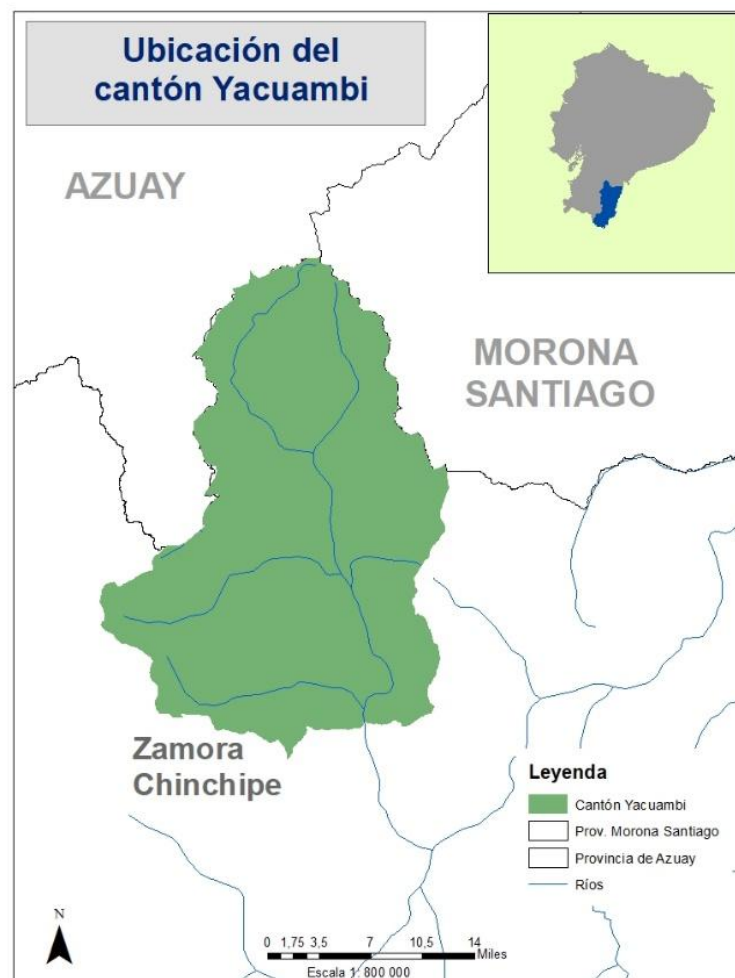 Ubicación del
cantón Yacuambi
AZUAY
MORONA
SANTIAGO
Zamora
Chinchipe
Leyenda
Cantón Yacuambi
Prov. Morona Santiago
Provincia de Azuay
Ríos
N
0 1,75 3,5 7 10,5 14
Miles
Escala 1: 800 000